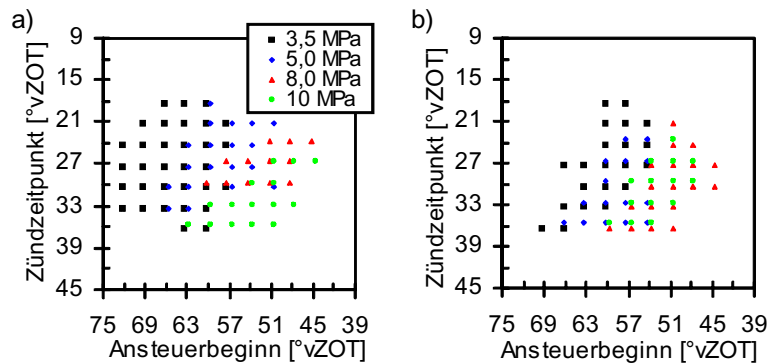 a)
3,5 MPa
5,0 MPa
8,0 MPa
10 MPa
Zündzeitpunkt [°vZOT]
9
15
21
27
33
39
45
75 69 63 57 51 45 39
Ansteuerbeginn [°vZOT]
b)
Zündzeitpunkt [°vZOT]
9
15
21
27
33
39
45
75 69 63 57 51 45 39
Ansteuerbeginn [°vZOT]